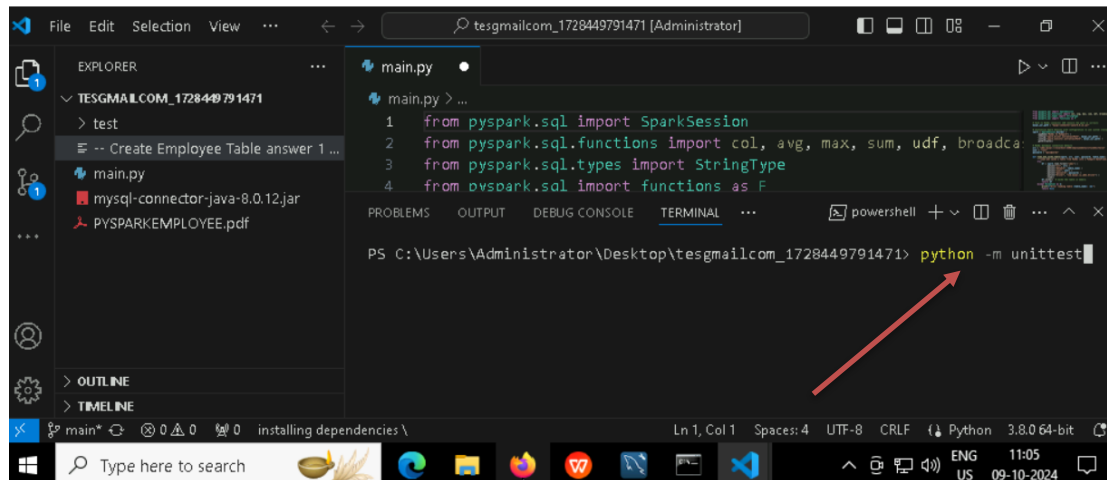 File Edit Selection View ··· tesgmailcom_1728449791471 [Administrator]
EXPLORER ···
TESGMAILCOM_1728449791471
test
-- Create Employee Table answer 1 ...
main.py
mysql-connector-java-8.0.12.jar
PYSPARKEMPLOYEE.pdf
OUTLINE
TIMELINE
main.py
main.py > ...
1 from pyspark.sql import SparkSession
2 from pyspark.sql.functions import col, avg, max, sum, udf, broadca
3 from pyspark.sql.types import StringType
4 from pyspark.sql import functions as F
PROBLEMS OUTPUT DEBUG CONSOLE TERMINAL ··· powershell
PS C:\Users\Administrator\Desktop\tesgmailcom_1728449791471> python -m unittest
main* 0 0 0 installing dependencies \ Ln 1, Col 1 Spaces: 4 UTF-8 CRLF Python 3.8.0 64-bit
Type here to search ENG 11:05
US 09-10-2024